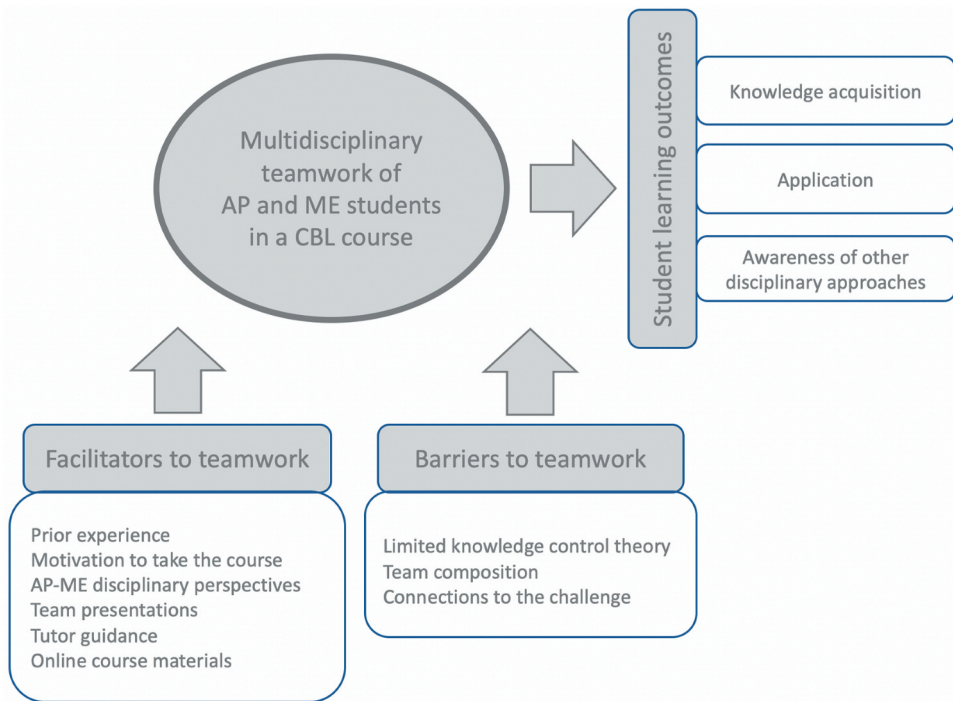 Multidisciplinary
teamwork of
AP and ME students
in a CBL course
Student learning outcomes
Knowledge acquisition
Application
Awareness of other
disciplinary approaches
Facilitators to teamwork
Prior experience
Motivation to take the course
AP-ME disciplinary perspectives
Team presentations
Tutor guidance
Online course materials
Barriers to teamwork
Limited knowledge control theory
Team composition
Connections to the challenge